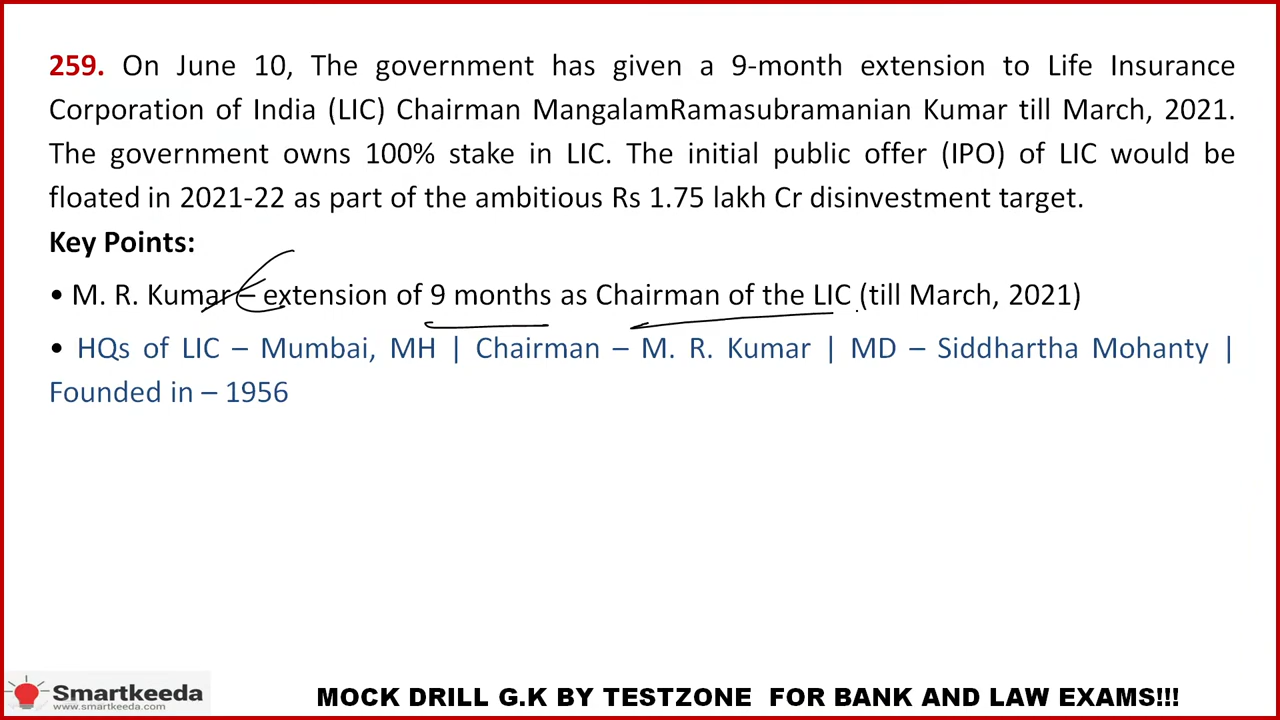 259. On June 10, The government has given a 9-month extension to Life Insurance
Corporation of India (LIC) Chairman MangalamRamasubramanian Kumar till March, 2021.
The government owns 100% stake in LIC. The initial public offer (IPO) of LIC would be
floated in 2021-22 as part of the ambitious Rs 1.75 lakh Cr disinvestment target.
Key Points:
• M. R. Kumar – extension of 9 months as Chairman of the LIC (till March, 2021)
• HQs of LIC – Mumbai, MH | Chairman – M. R. Kumar | MD – Siddhartha Mohanty |
Founded in – 1956
Smartkeeda
www.smartkeeda.com
MOCK DRILL G.K BY TESTZONE FOR BANK AND LAW EXAMS!!!